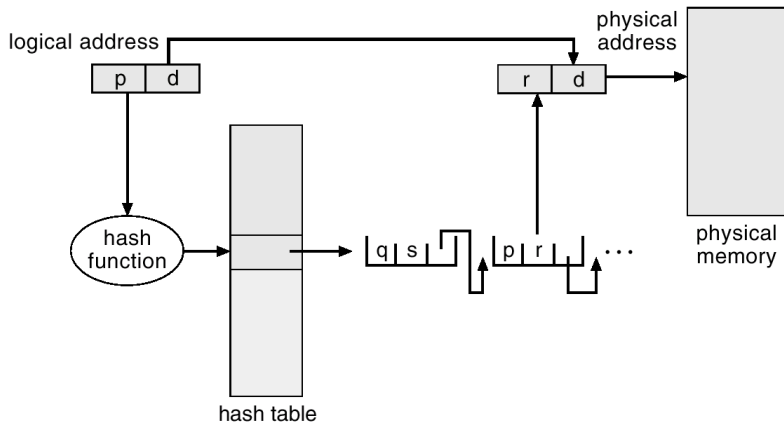 logical address
p d
physical
address
r d
hash
function
q s
p r
...
physical
memory
hash table